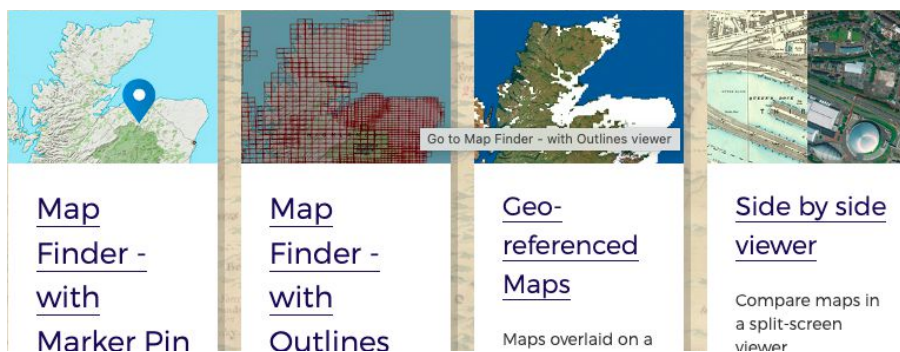 Go to Map Finder - with Outlines viewer
Map
Finder -
with
Marker Pin
Map
Finder -
with
Outlines
Geo-
referenced
Maps
Maps overlaid on a
Side by side
viewer
Compare maps in
a split-screen
viewer